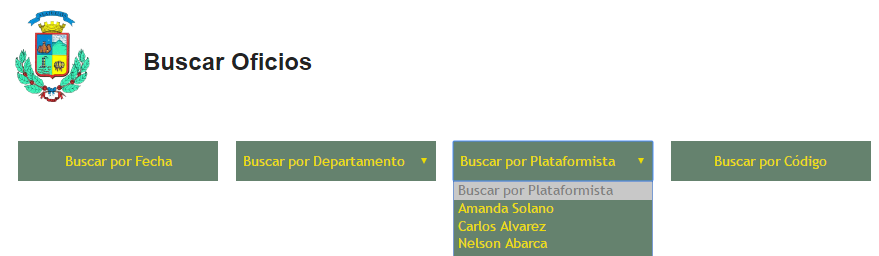 Buscar Oficios
Buscar por Fecha
Buscar por Departamento
Buscar por Plataformista
Buscar por Código
Buscar por Plataformista
Amanda Solano
Carlos Alvarez
Nelson Abarca